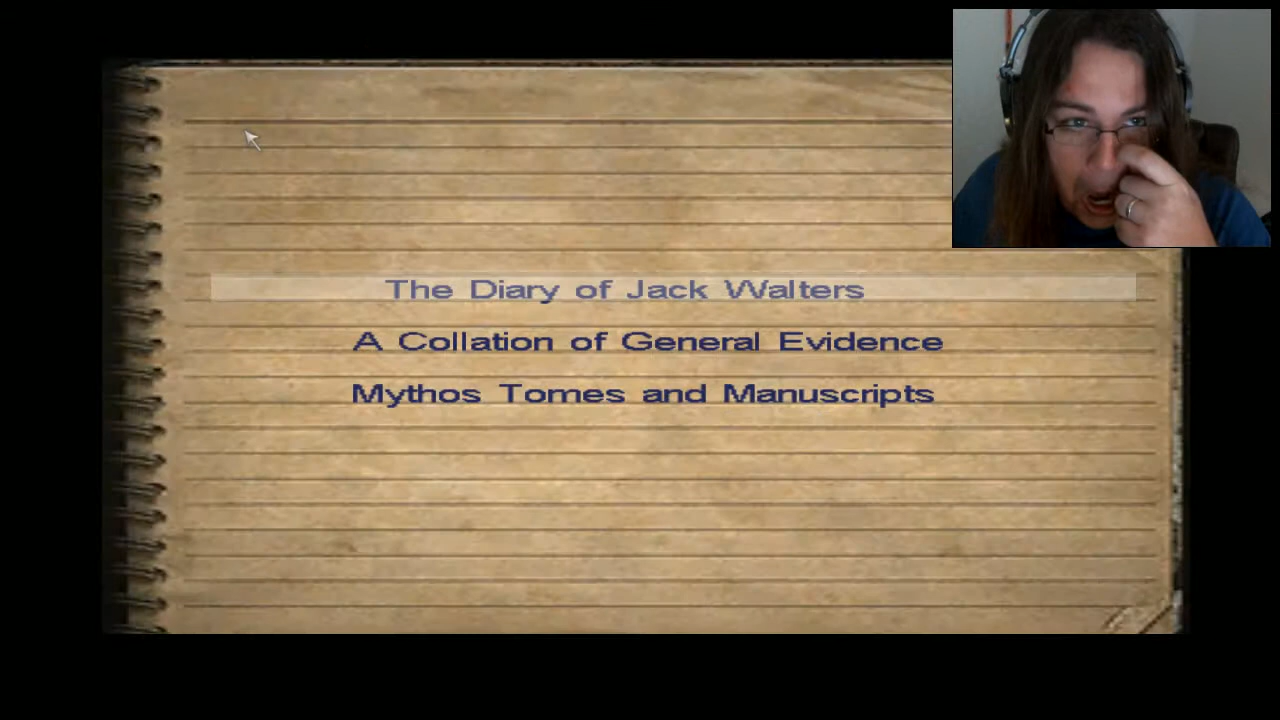 The Diary of Jack Walters
A Collation of General Evidence
Mythos Tomes and Manuscripts